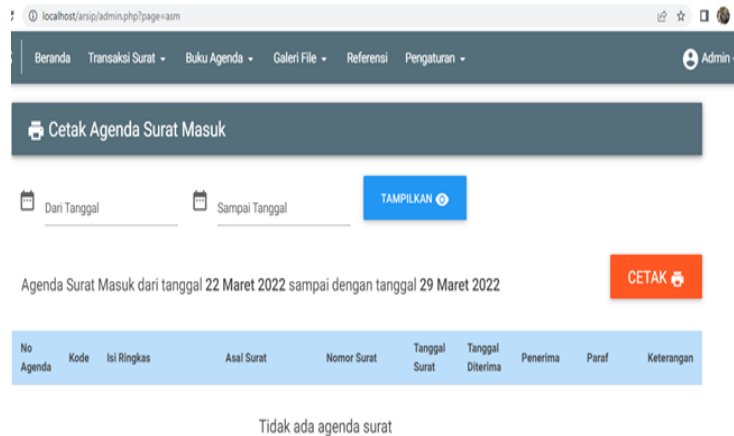 localhost/arsip/admin.php?page=asm
Beranda Transaksi Surat Buku Agenda Galeri File Referensi Pengaturan Admin
Cetak Agenda Surat Masuk
Dari Tanggal Sampai Tanggal TAMPILKAN
Agenda Surat Masuk dari tanggal 22 Maret 2022 sampai dengan tanggal 29 Maret 2022 CETAK
No Agenda Kode Isi Ringkas Asal Surat Nomor Surat Tanggal Surat Tanggal Diterima Penerima Paraf Keterangan
Tidak ada agenda surat